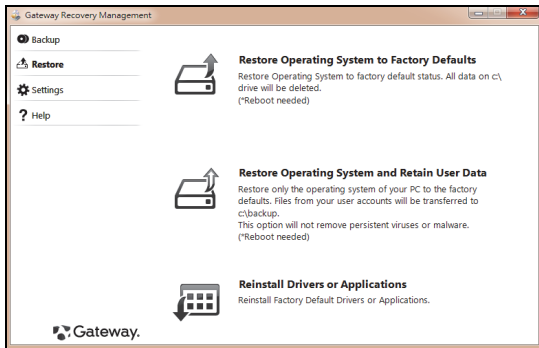 Gateway Recovery Management
Backup
Restore
Settings
Help
Restore Operating System to Factory Defaults
Restore Operating System to factory default status. All data on c:\
drive will be deleted.
(*Reboot needed)
Restore Operating System and Retain User Data
Restore only the operating system of your PC to the factory
defaults. Files from your user accounts will be transferred to
c:\backup.
This option will not remove persistent viruses or malware.
(*Reboot needed)
Reinstall Drivers or Applications
Reinstall Factory Default Drivers or Applications.
Gateway.